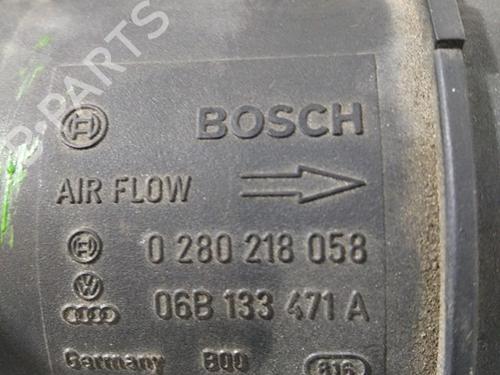 B-PARTS
BOSCH
AIR FLOW
0 280 218 058
06B 133 471 A
Germany